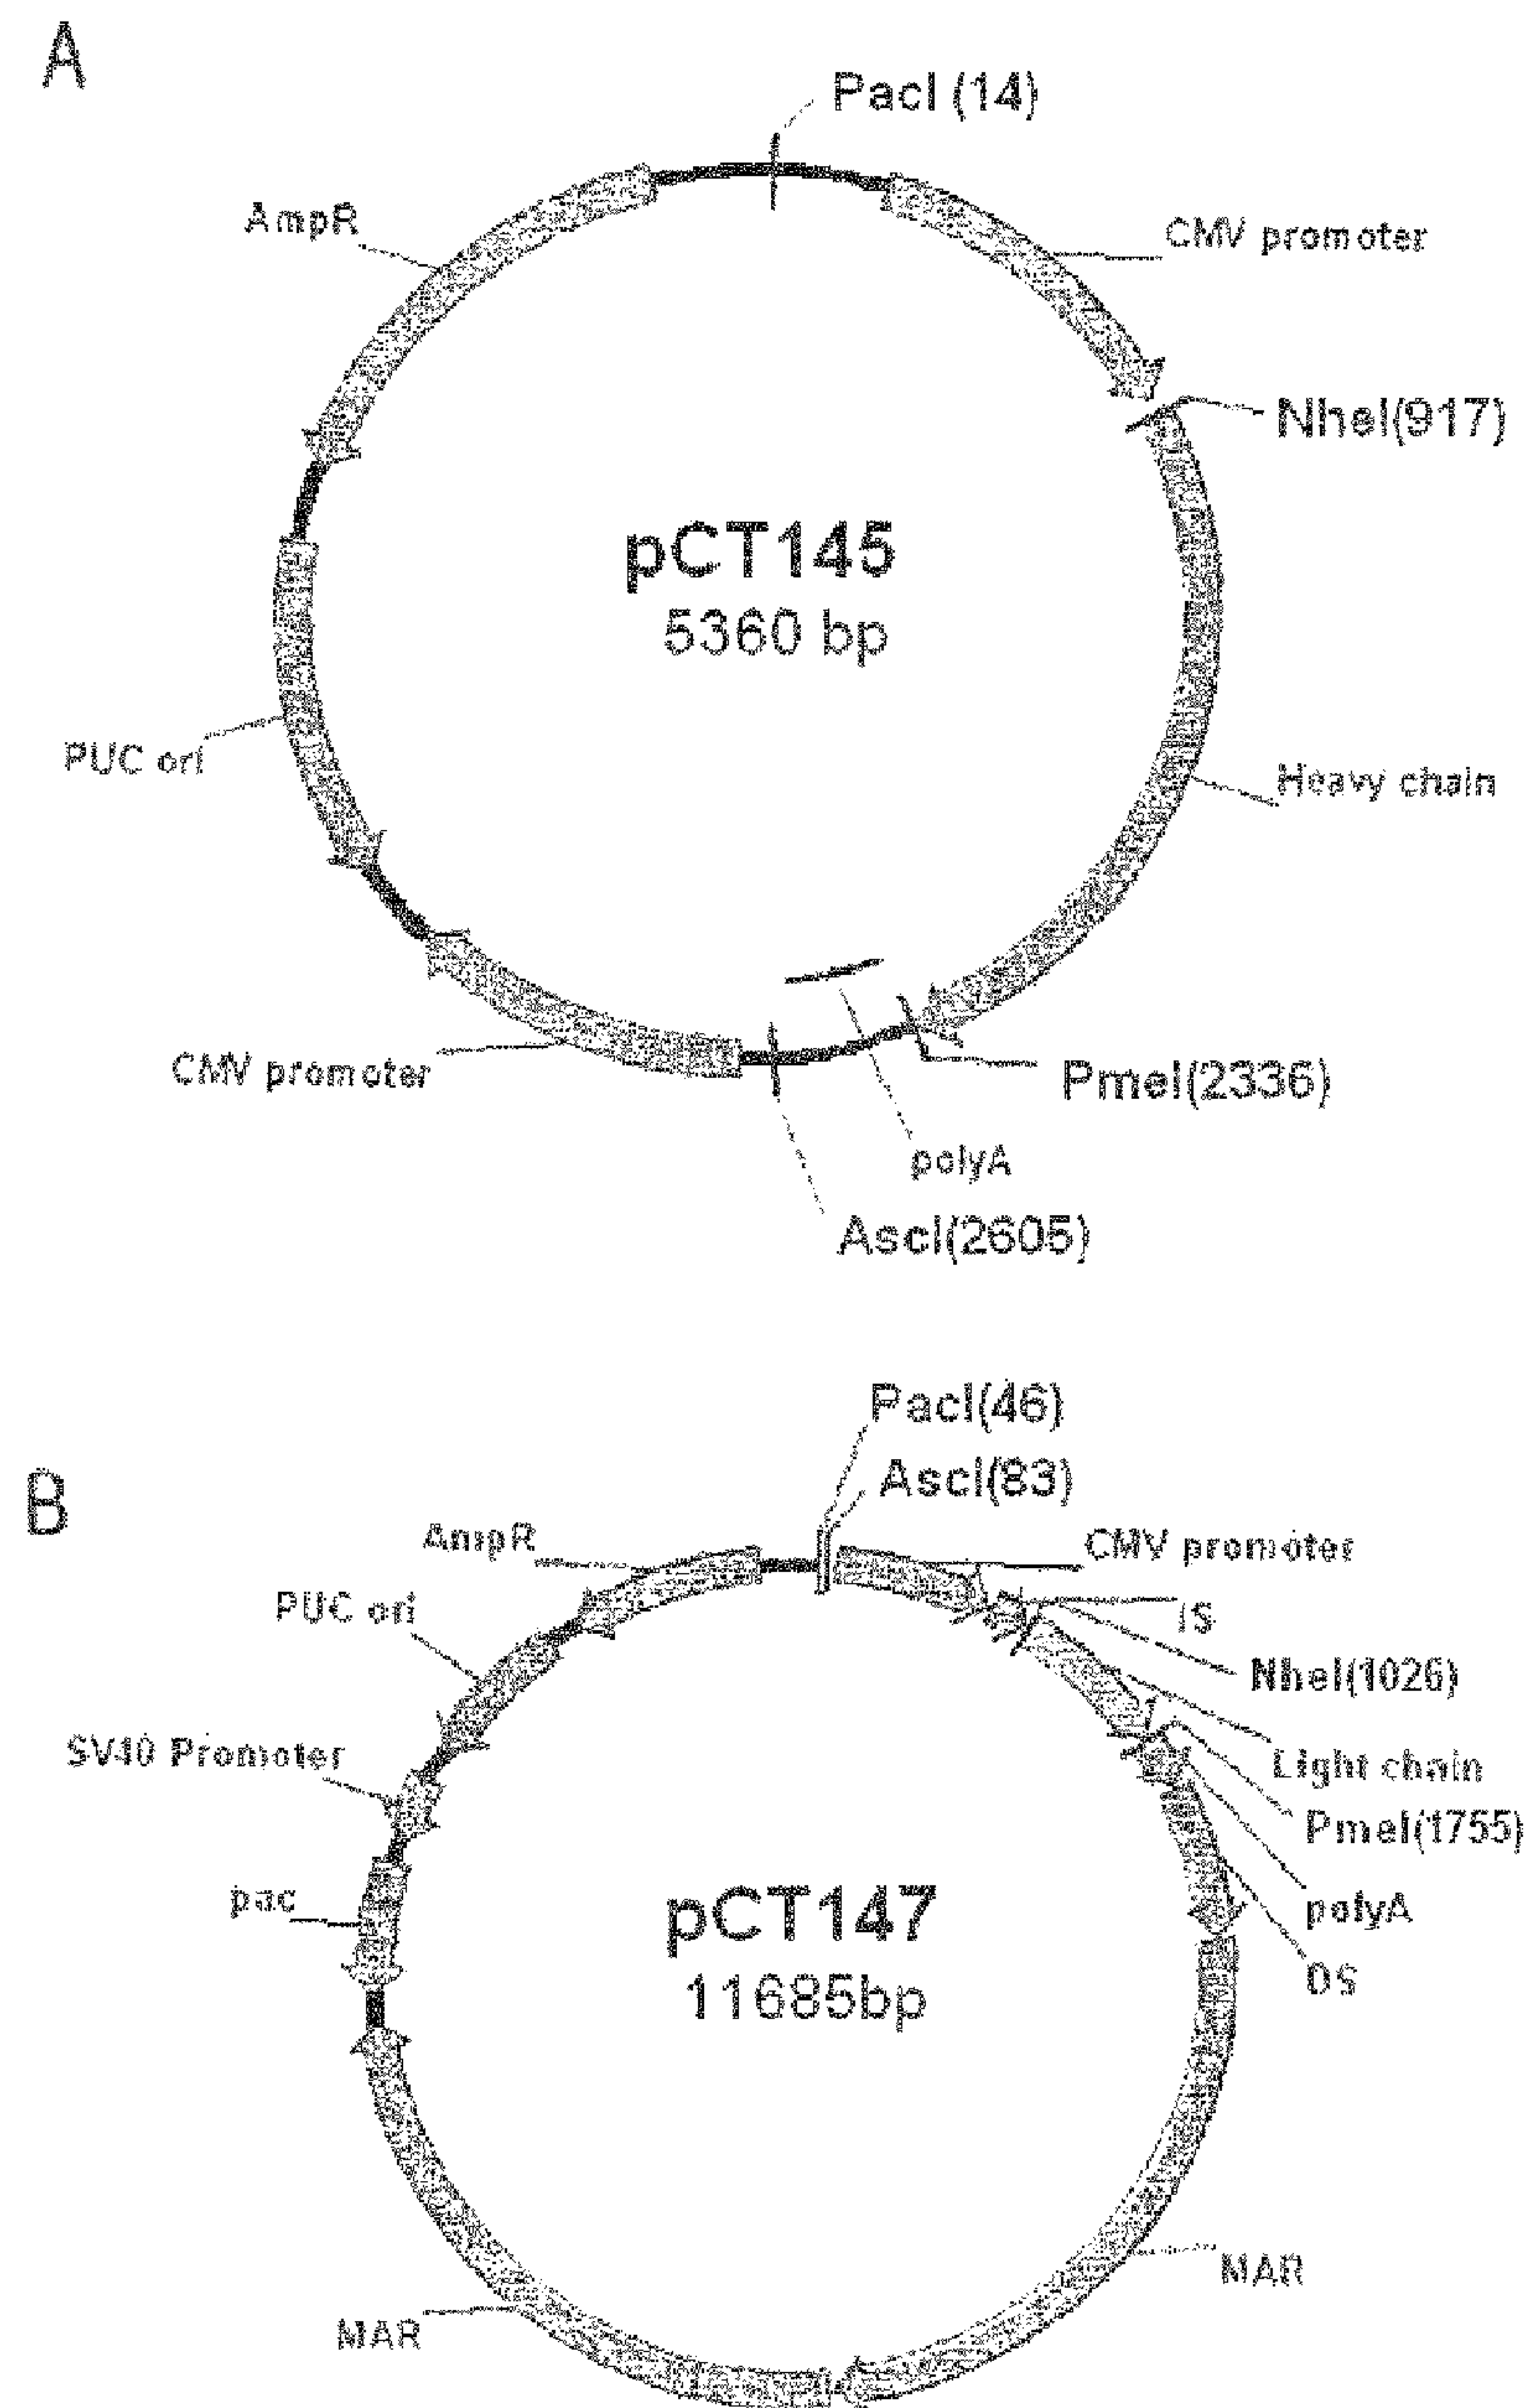 A
PacI (14)
AmpR
CMV promoter
NheI(917)
pCT145
5360 bp
PUC ori
Heavy chain
CMV promoter
PmeI(2336)
polyA
AscI(2605)
PacI(46)
AscI(83)
B
AmpR
CMV promoter
PUC ori
IS
NheI(1026)
SV40 Promoter
Light chain
PmeI(1755)
pac
pCT147
polyA
11685bp
DS
MAR
MAR